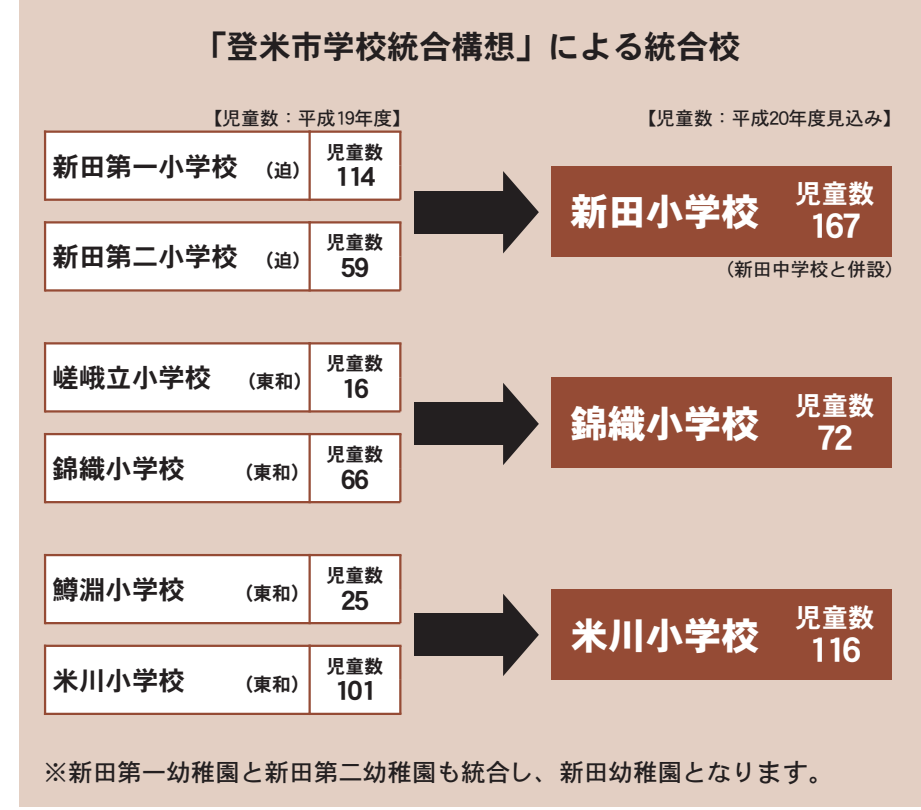 「登米市学校統合構想」による統合校
【児童数：平成19年度】
新田第一小学校 （迫） 児童数 114
新田第二小学校 （迫） 児童数 59
嵯峨立小学校 （東和） 児童数 16
錦織小学校 （東和） 児童数 66
鱒淵小学校 （東和） 児童数 25
米川小学校 （東和） 児童数 101
【児童数：平成20年度見込み】
新田小学校 児童数 167
（新田中学校と併設）
錦織小学校 児童数 72
米川小学校 児童数 116
※新田第一幼稚園と新田第二幼稚園も統合し、新田幼稚園となります。